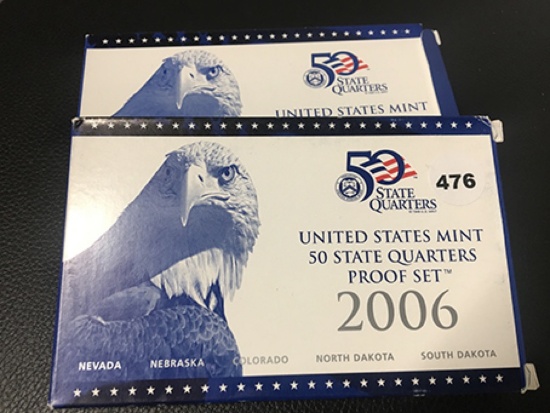 50
STATE
QUARTERS
UNITED STATES MINT
50
STATE
QUARTERS
476
UNITED STATES MINT
50 STATE QUARTERS
PROOF SET™
2006
NEVADA NEBRASKA COLORADO NORTH DAKOTA SOUTH DAKOTA